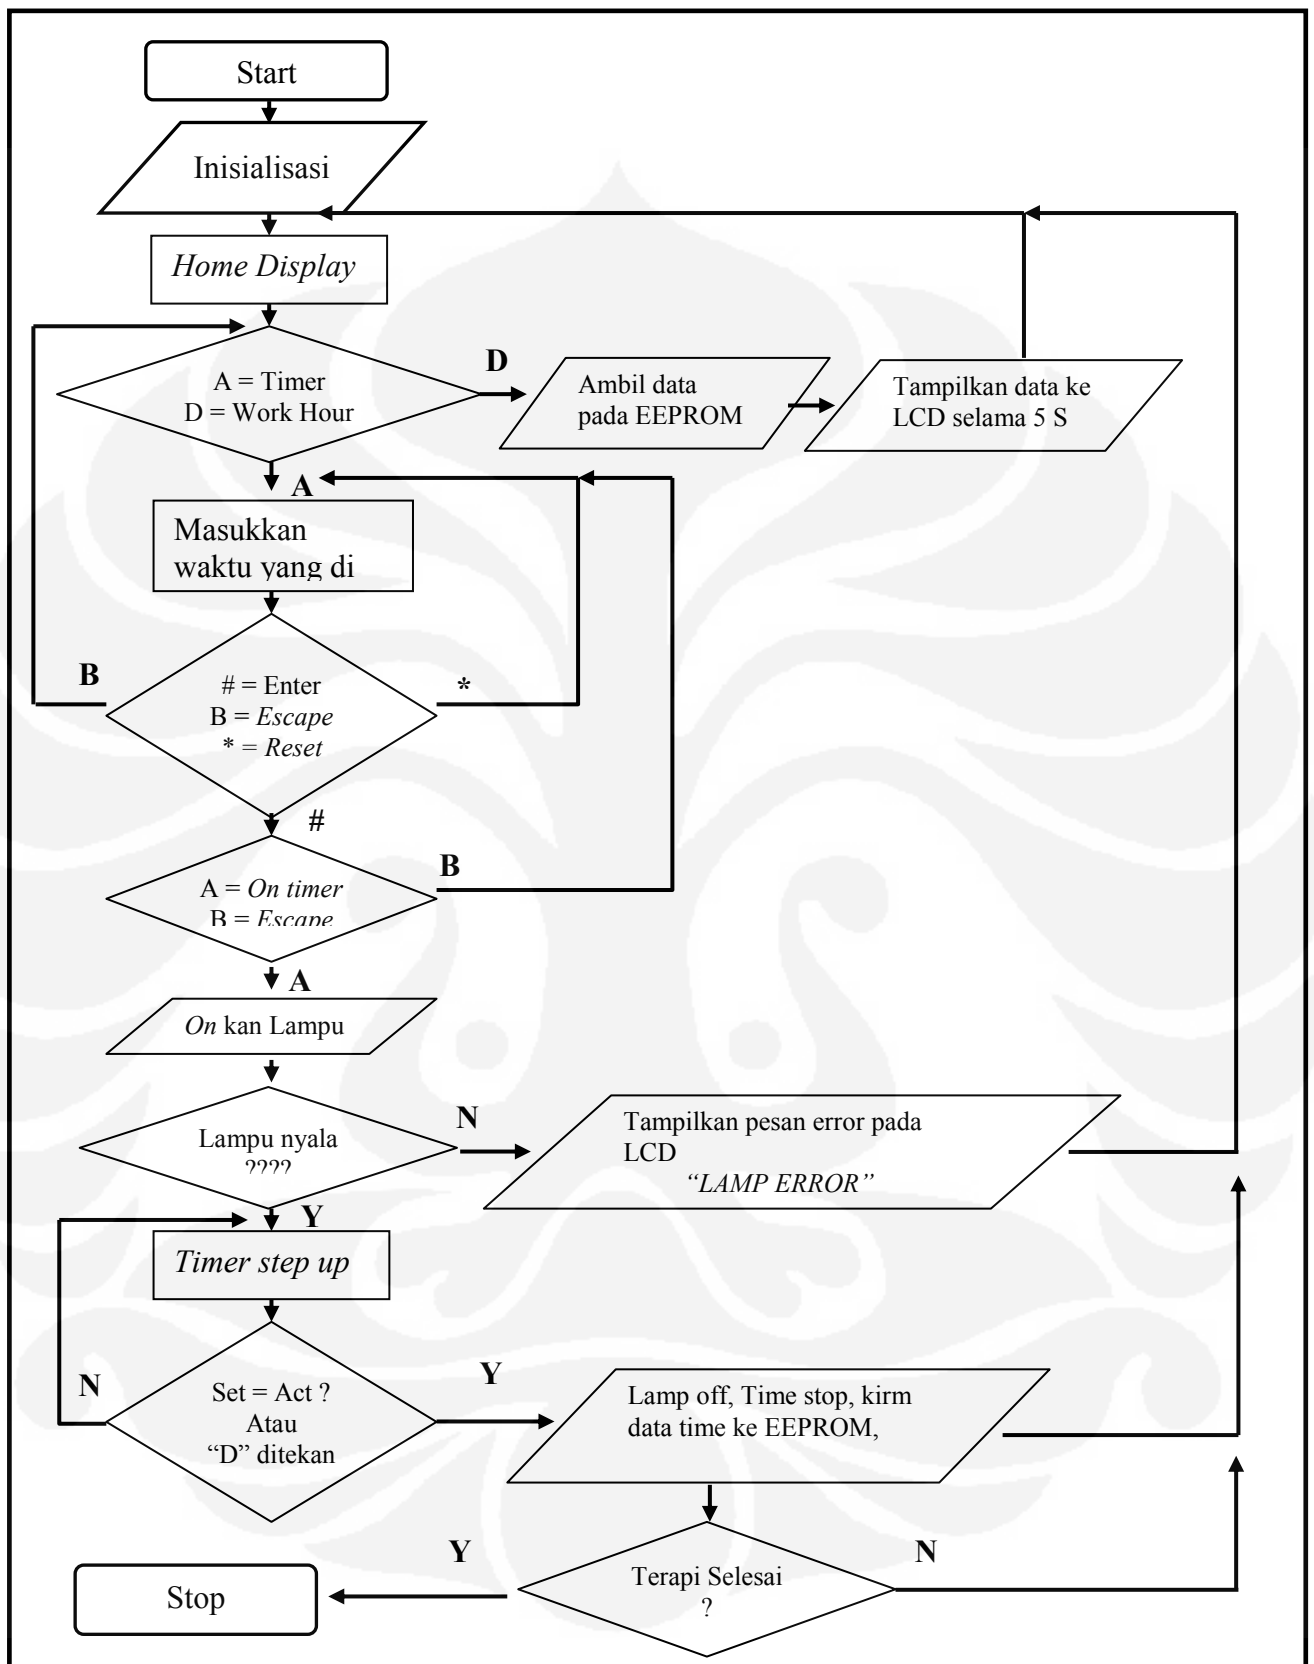 Start
Inisialisasi
Home Display
A = Timer
D = Work Hour
D
Ambil data
pada EEPROM
Tampilkan data ke
LCD selama 5 S
A
Masukkan
waktu yang di
B
# = Enter
B = Escape
* = Reset
*
#
A = On timer
B = Escape
B
A
On kan Lampu
Lampu nyala
????
N
Tampilkan pesan error pada
LCD
“LAMP ERROR”
Y
Timer step up
N
Set = Act ?
Atau
“D” ditekan
Y
Lamp off, Time stop, kirm
data time ke EEPROM,
Y
Terapi Selesai
?
N
Stop